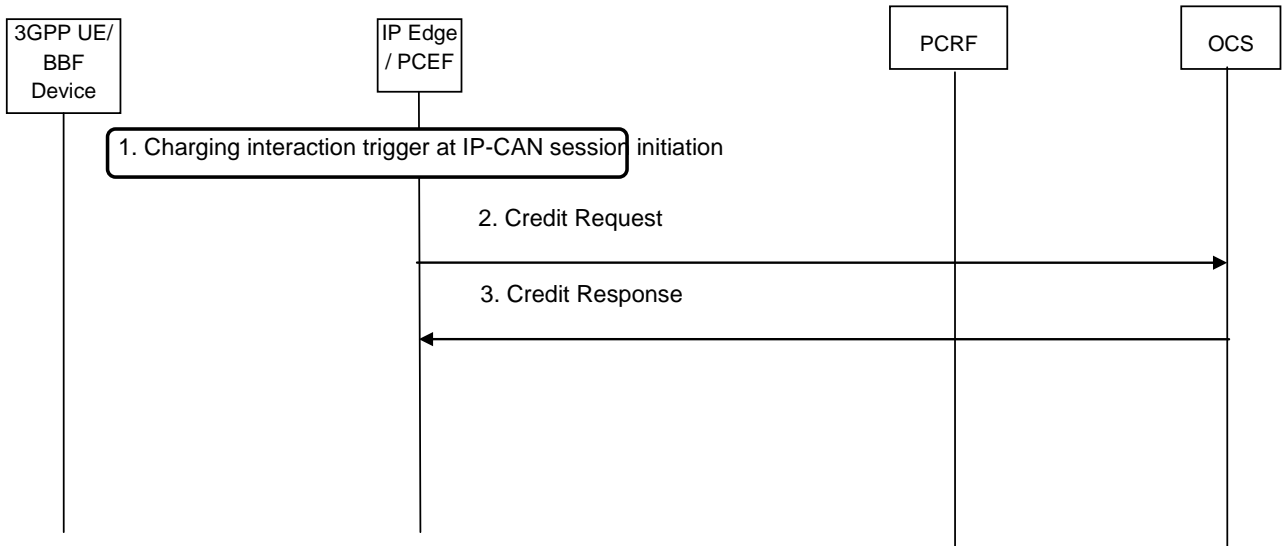 3GPP UE/
BBF
Device
IP Edge
/ PCEF
PCRF
OCS
1. Charging interaction trigger at IP-CAN session initiation
2. Credit Request
3. Credit Response